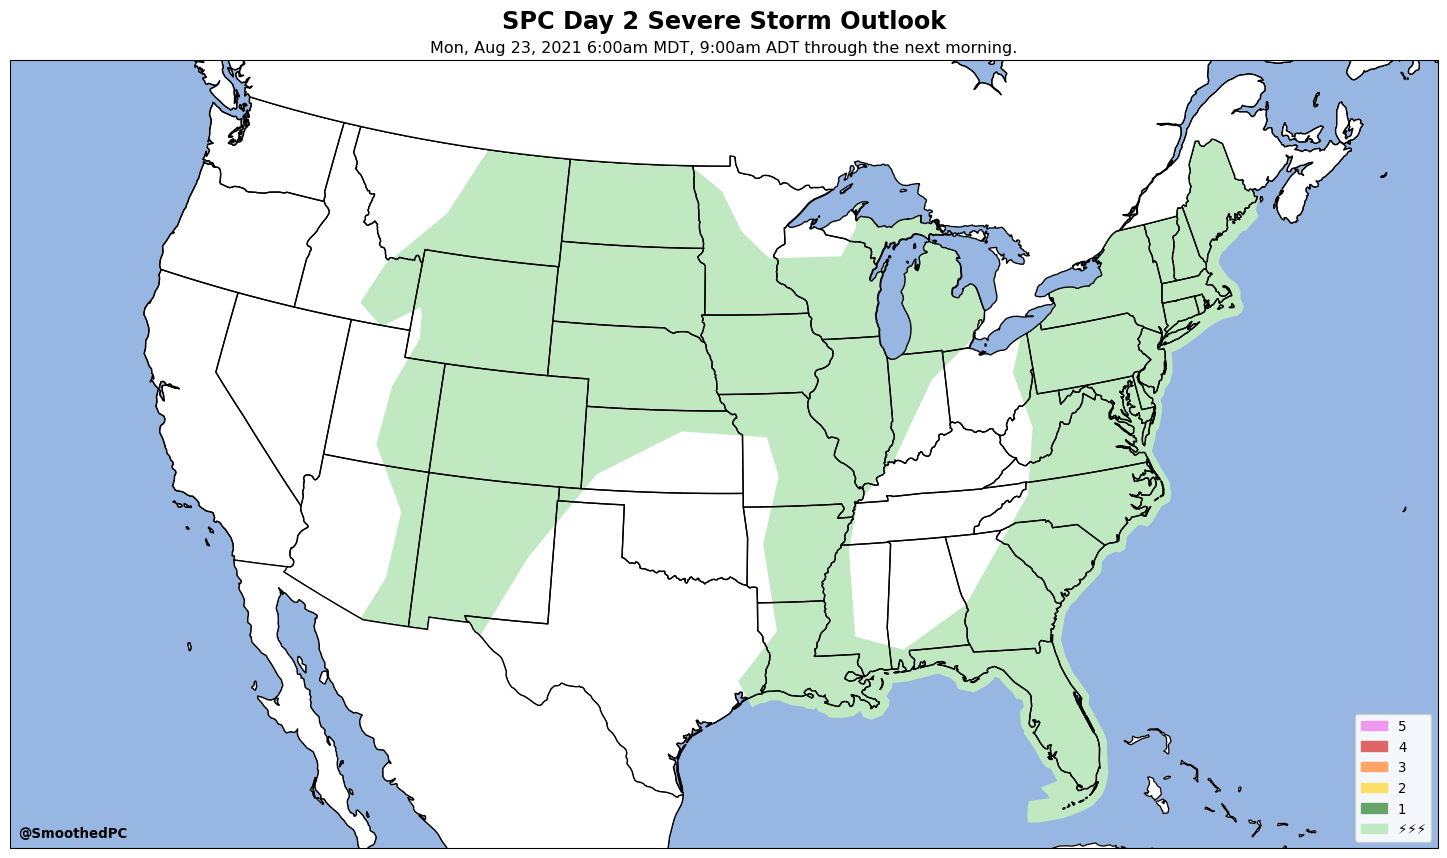 SPC Day 2 Severe Storm Outlook
Mon, Aug 23, 2021 6:00am MDT, 9:00am ADT through the next morning.
5
4
3
2
1
⚡⚡⚡
@SmoothedPC